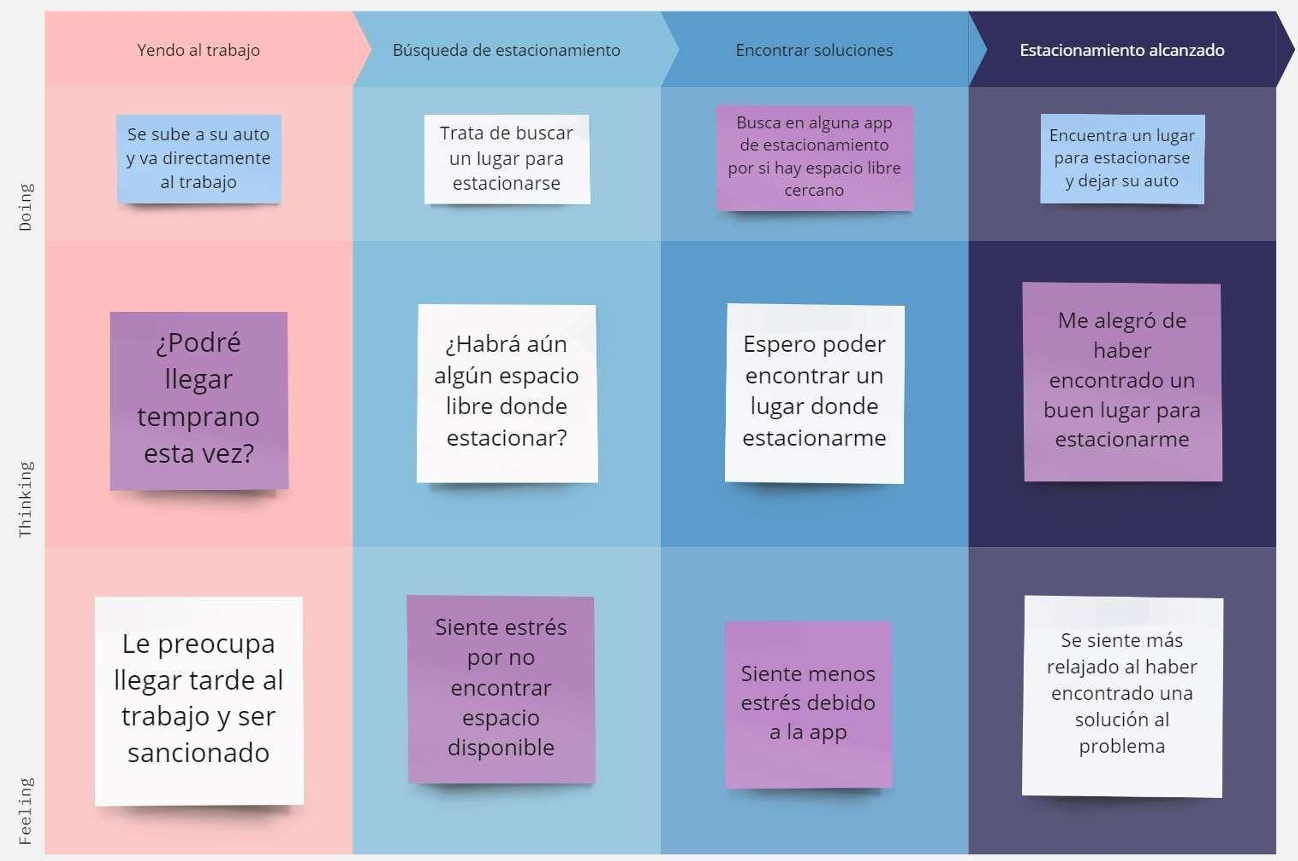 Yendo al trabajo
Búsqueda de estacionamiento
Encontrar soluciones
Estacionamiento alcanzado
Doing
Se sube a su auto
y va directamente
al trabajo
Trata de buscar
un lugar para
estacionarse
Busca en alguna app
de estacionamiento
por si hay espacio libre
cercano
Encuentra un lugar
para estacionarse
y dejar su auto
Thinking
¿Podré
llegar
temprano
esta vez?
¿Habrá aún
algún espacio
libre donde
estacionar?
Espero poder
encontrar un
lugar donde
estacionarme
Me alegró de
haber
encontrado un
buen lugar para
estacionarme
Feeling
Le preocupa
llegar tarde al
trabajo y ser
sancionado
Siente estrés
por no
encontrar
espacio
disponible
Siente menos
estrés debido
a la app
Se siente más
relajado al haber
encontrado una
solución al
problema